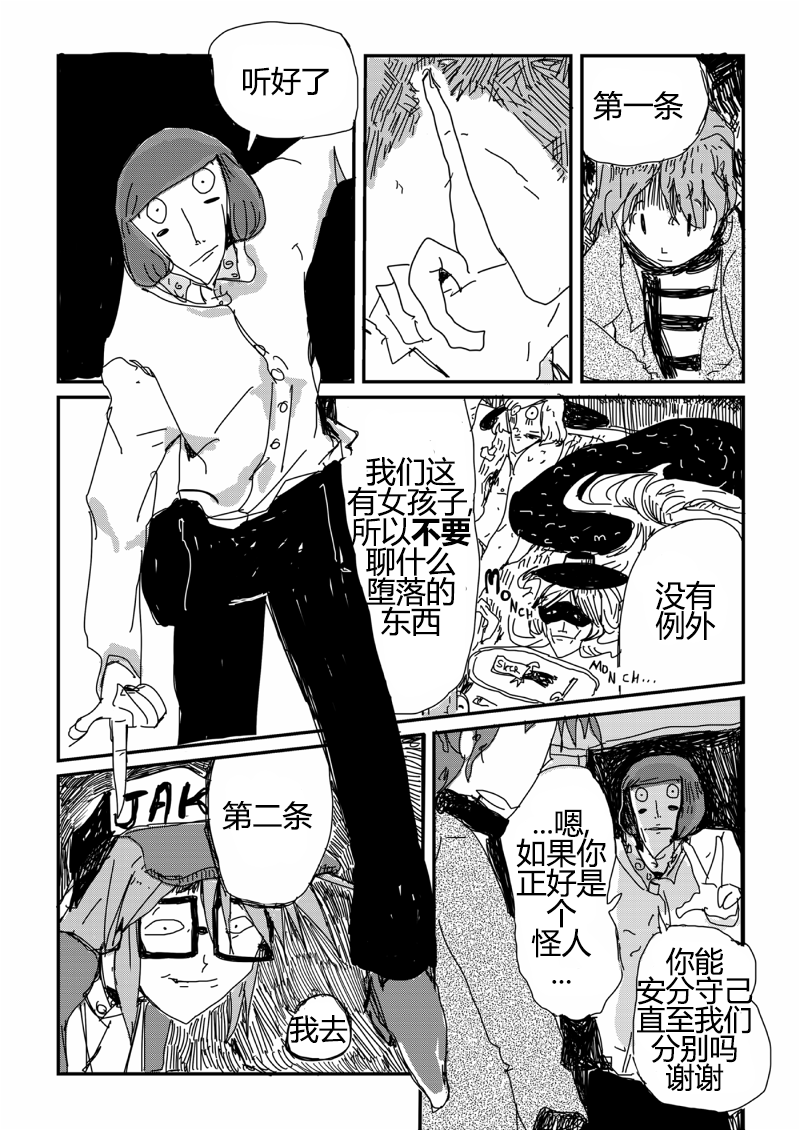 听好了
第一条
我们这
有女孩子,
所以不要
聊什么
堕落的
东西
没有
例外
MONCH
MONCH...
JAK
第二条
我去
...嗯,
如果你
正好是
个
怪人
...
你能
安分守己
直至我们
分别吗
谢谢